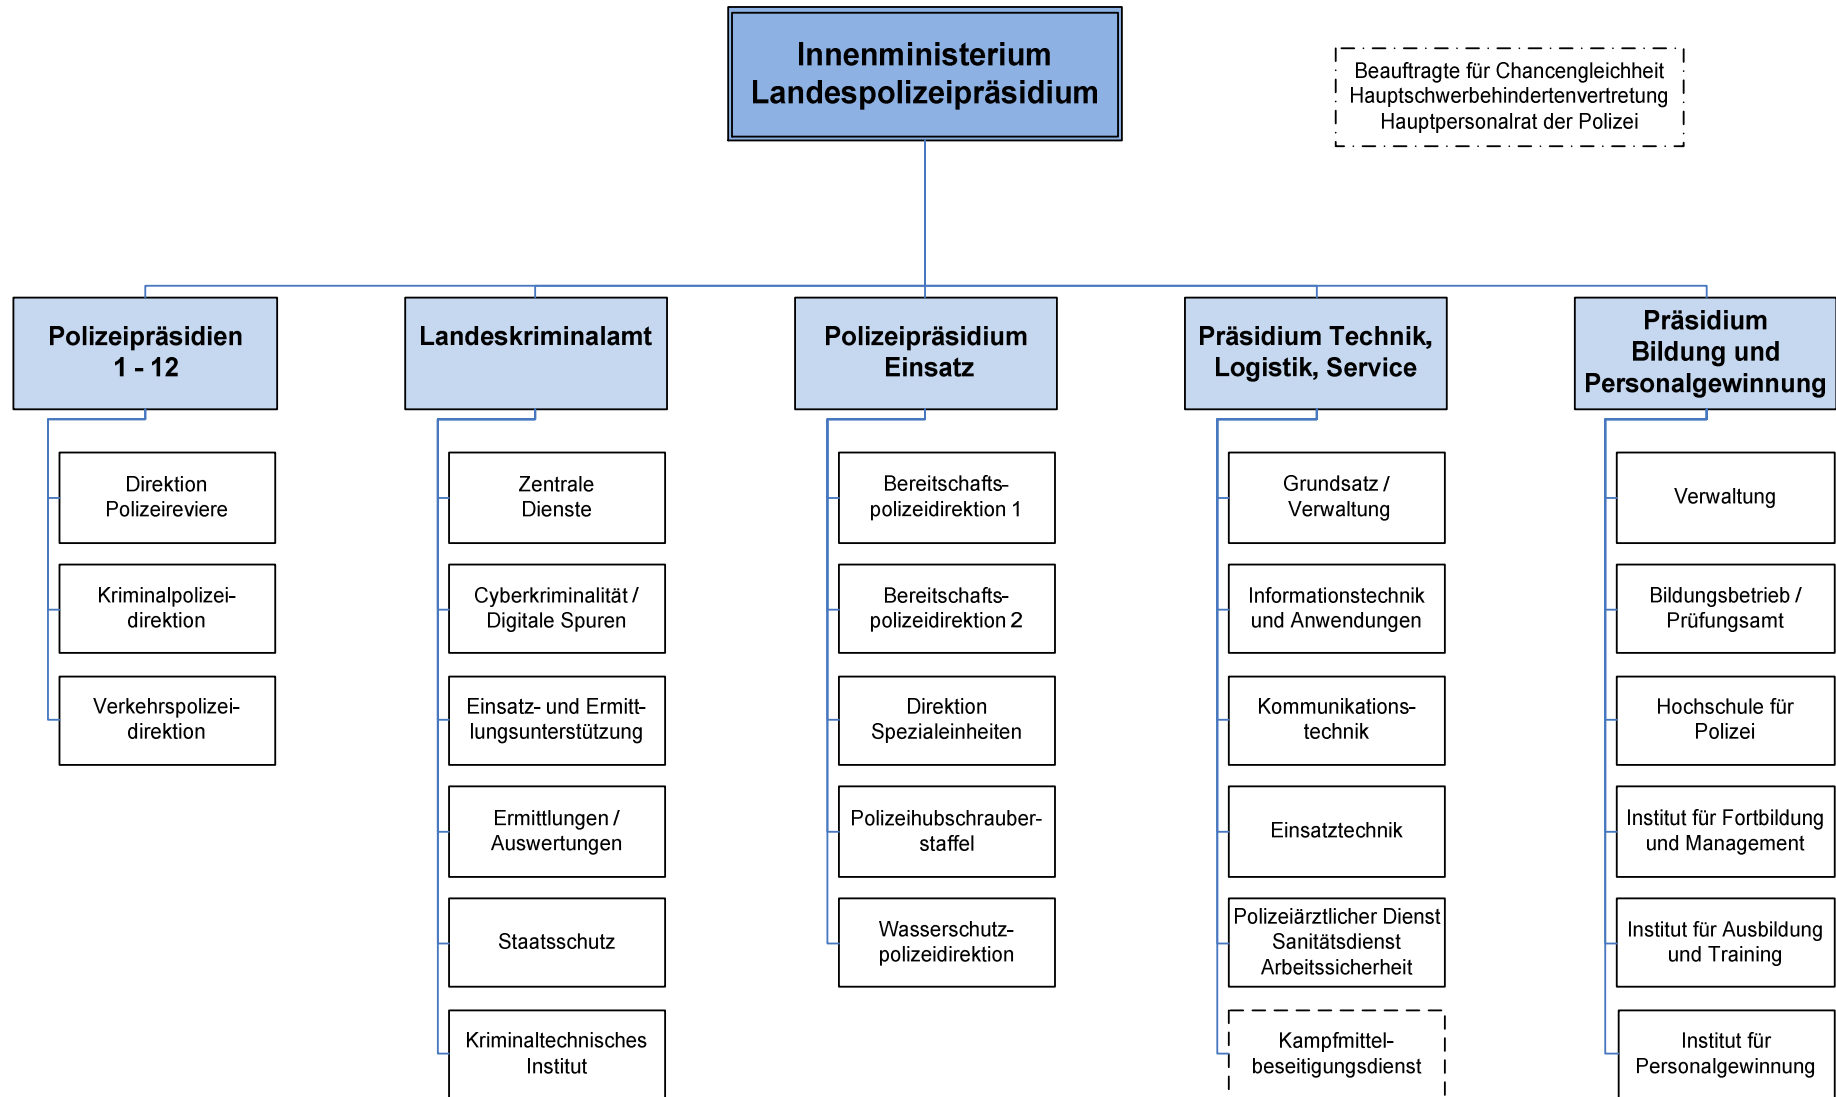 Innenministerium
Landespolizeipräsidium
Beauftragte für Chancengleichheit
Hauptschwerbehindertenvertretung
Hauptpersonalrat der Polizei
Polizeipräsidien
1 - 12
Direktion
Polizeireviere
Kriminalpolizei-
direktion
Verkehrspolizei-
direktion
Landeskriminalamt
Zentrale
Dienste
Cyberkriminalität /
Digitale Spuren
Einsatz- und Ermitt-
lungsunterstützung
Ermittlungen /
Auswertungen
Staatsschutz
Kriminaltechnisches
Institut
Polizeipräsidium
Einsatz
Bereitschafts-
polizeidirektion 1
Bereitschafts-
polizeidirektion 2
Direktion
Spezialeinheiten
Polizeihubschrauber-
staffel
Wasserschutz-
polizeidirektion
Präsidium Technik,
Logistik, Service
Grundsatz /
Verwaltung
Informationstechnik
und Anwendungen
Kommunikations-
technik
Einsatztechnik
Polizeiärztlicher Dienst
Sanitätsdienst
Arbeitssicherheit
Kampfmittel-
beseitigungsdienst
Präsidium
Bildung und
Personalgewinnung
Verwaltung
Bildungsbetrieb /
Prüfungsamt
Hochschule für
Polizei
Institut für Fortbildung
und Management
Institut für Ausbildung
und Training
Institut für
Personalgewinnung